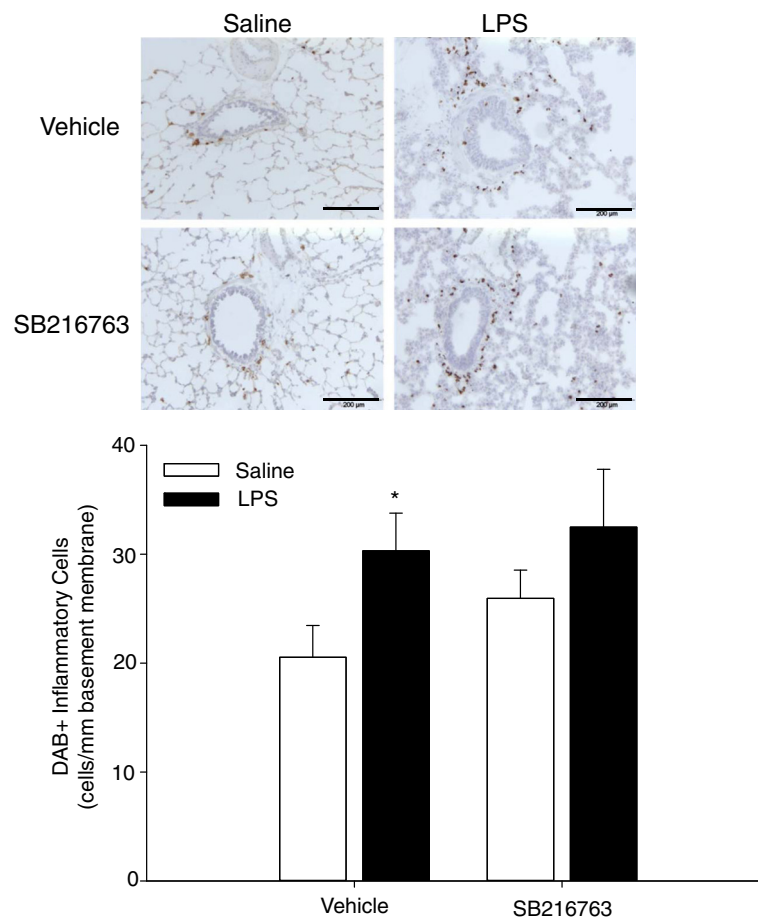 Saline
LPS
Vehicle
200 µm
SB216763
200 µm
200 µm
40
30
20
10
0
DAB+ Inflammatory Cells
(cells/mm basement membrane)
Saline
LPS
*
Vehicle
SB216763